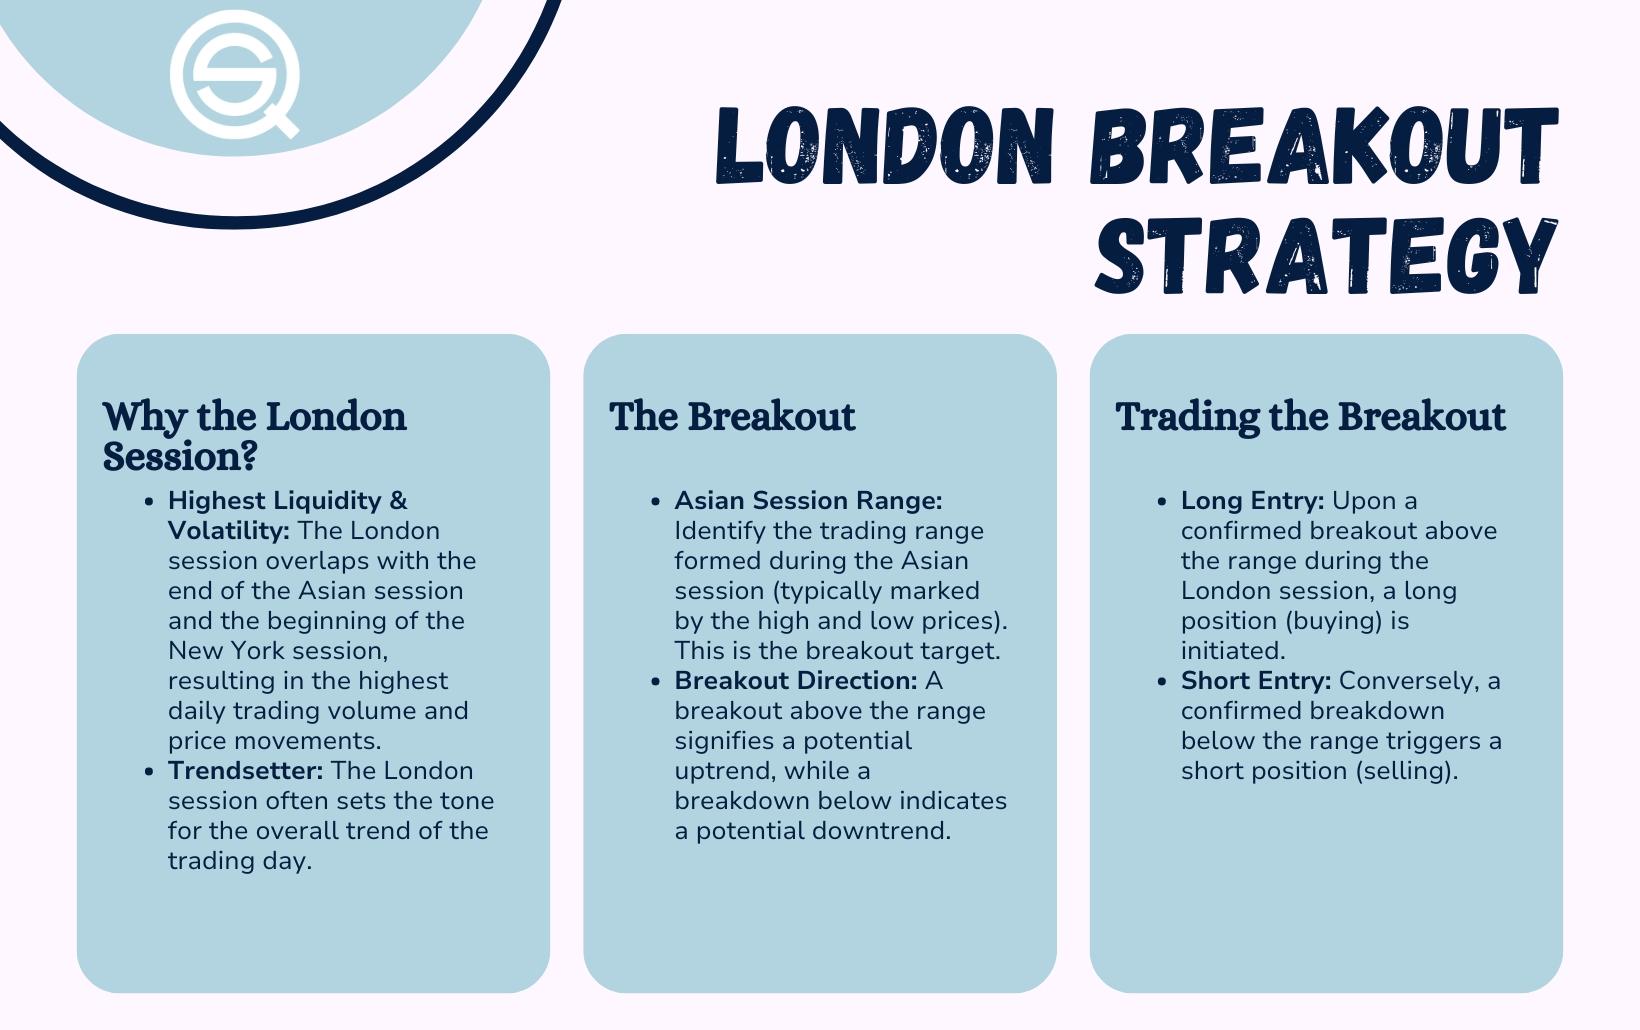 LONDON BREAKOUT
STRATEGY
Why the London
Session?
• Highest Liquidity &
Volatility: The London
session overlaps with the
end of the Asian session
and the beginning of the
New York session,
resulting in the highest
daily trading volume and
price movements.
• Trendsetter: The London
session often sets the tone
for the overall trend of the
trading day.
The Breakout
• Asian Session Range:
Identify the trading range
formed during the Asian
session (typically marked
by the high and low prices).
This is the breakout target.
• Breakout Direction: A
breakout above the range
signifies a potential
uptrend, while a
breakdown below indicates
a potential downtrend.
Trading the Breakout
• Long Entry: Upon a
confirmed breakout above
the range during the
London session, a long
position (buying) is
initiated.
• Short Entry: Conversely, a
confirmed breakdown
below the range triggers a
short position (selling).